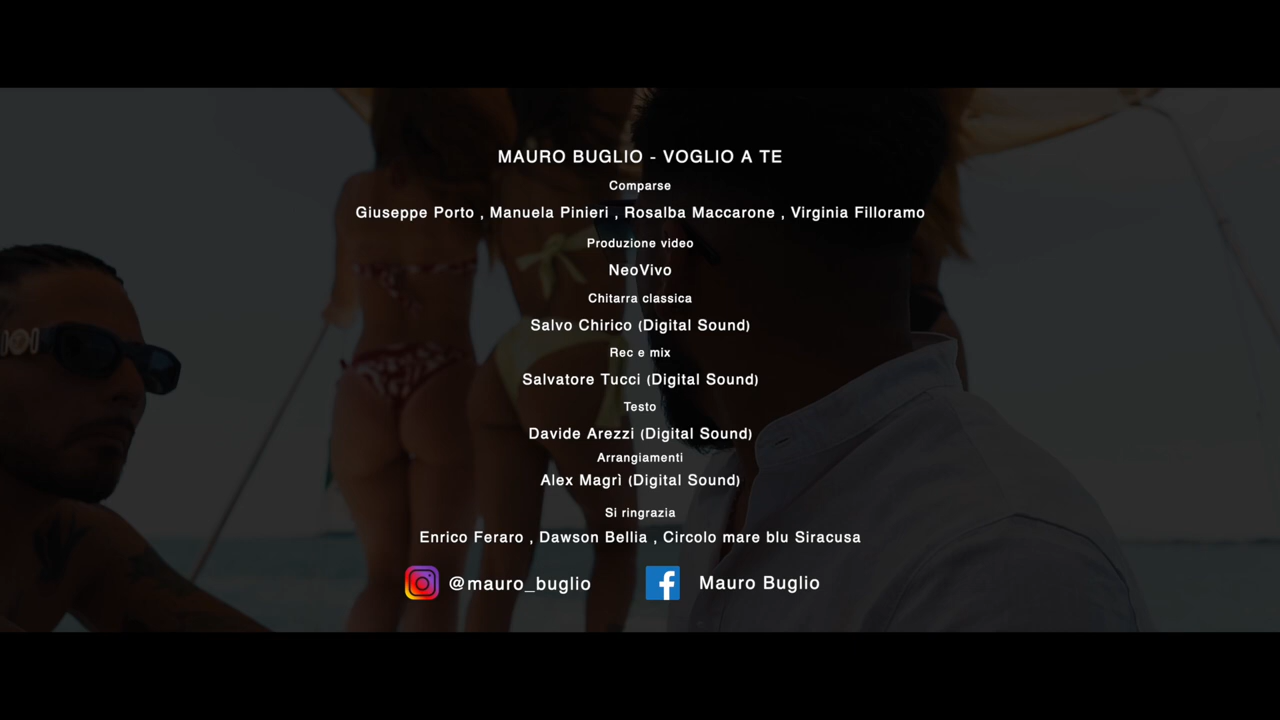 MAURO BUGLIO - VOGLIO A TE
Comparse
Giuseppe Porto , Manuela Pinieri , Rosalba Maccarone , Virginia Filloramo
Produzione video
NeoVivo
Chitarra classica
Salvo Chirico (Digital Sound)
Rec e mix
Salvatore Tucci (Digital Sound)
Testo
Davide Arezzi (Digital Sound)
Arrangiamenti
Alex Magrì (Digital Sound)
Si ringrazia
Enrico Feraro , Dawson Bellia , Circolo mare blu Siracusa
@mauro_buglio Mauro Buglio